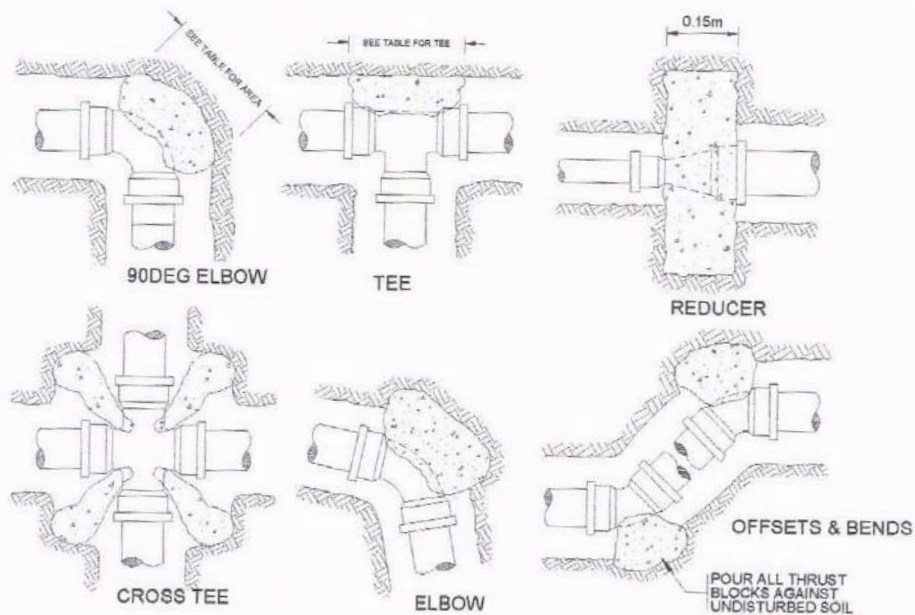 SEE TABLE FOR AREA
SEE TABLE FOR TEE
0.15m
90DEG ELBOW
TEE
REDUCER
CROSS TEE
ELBOW
OFFSETS & BENDS
POUR ALL THRUST
BLOCKS AGAINST
UNDISTURBED SOIL